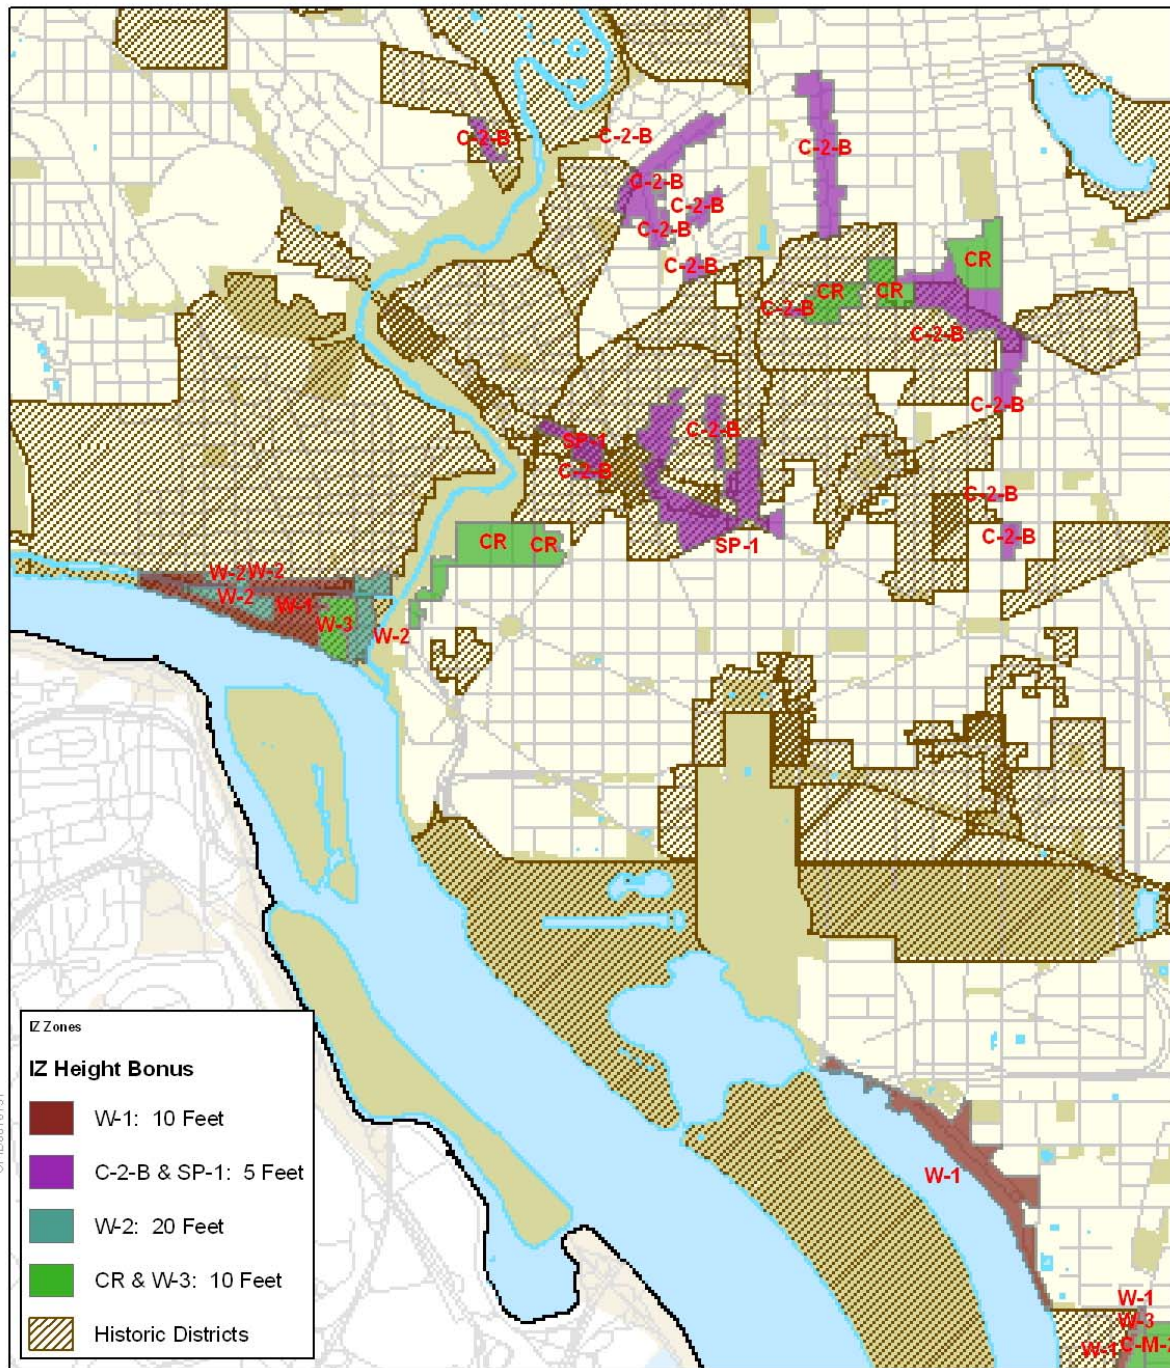 C-2-B
C-2-B
C-2-B
C-2-B
C-2-B
C-2-B
C-2-B
CR
CR
CR
C-2-B
C-2-B
C-2-B
C-2-B
SP-1
C-2-B
C-2-B
C-2-B
SP-1
CR
CR
W-2
W-2
W-2
W-1
W-3
W-2
IZ Zones
IZ Height Bonus
W-1: 10 Feet
C-2-B & SP-1: 5 Feet
W-2: 20 Feet
CR & W-3: 10 Feet
Historic Districts
W-1
W-1
W-3
W-1
C-M-